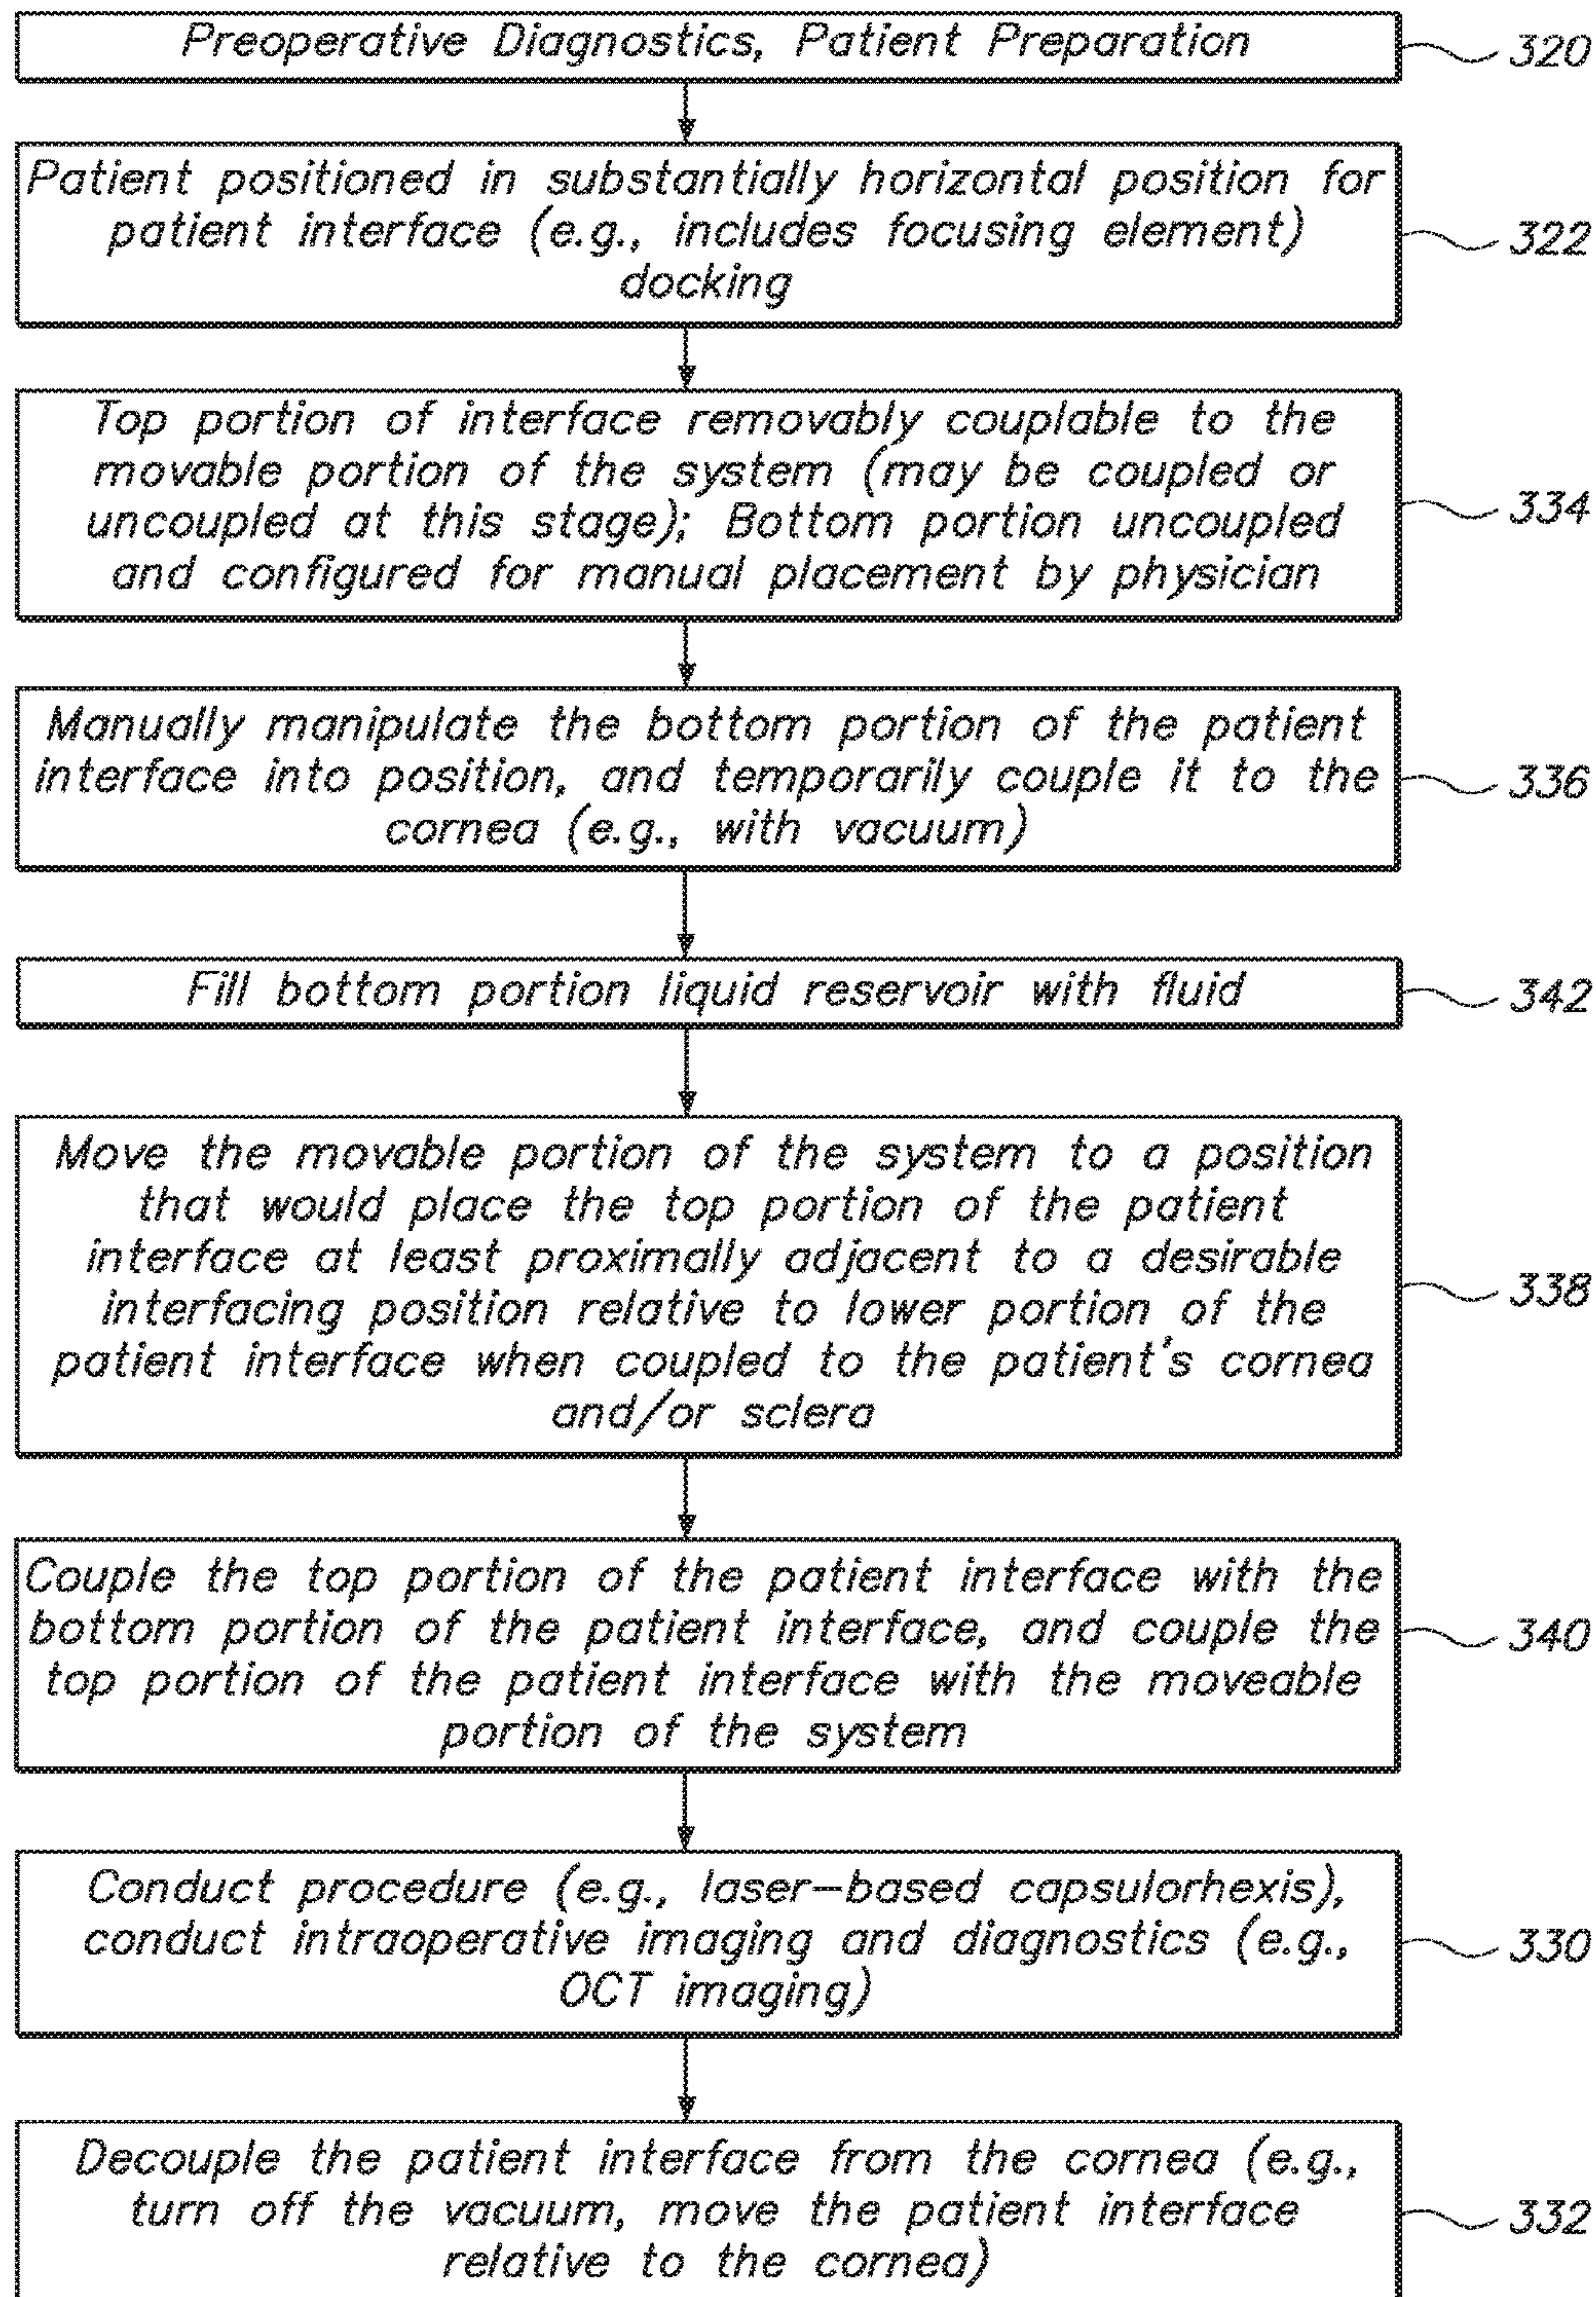 Preoperative Diagnostics, Patient Preparation
320
Patient positioned in substantially horizontal position for
patient interface (e.g., includes focusing element)
docking
322
Top portion of interface removably couplable to the
movable portion of the system (may be coupled or
uncoupled at this stage); Bottom portion uncoupled
and configured for manual placement by physician
334
Manually manipulate the bottom portion of the patient
interface into position, and temporarily couple it to the
cornea (e.g., with vacuum)
336
Fill bottom portion liquid reservoir with fluid
342
Move the movable portion of the system to a position
that would place the top portion of the patient
interface at least proximally adjacent to a desirable
interfacing position relative to lower portion of the
patient interface when coupled to the patient's cornea
and/or sclera
338
Couple the top portion of the patient interface with the
bottom portion of the patient interface, and couple the
top portion of the patient interface with the moveable
portion of the system
340
Conduct procedure (e.g., laser-based capsulorhexis),
conduct intraoperative imaging and diagnostics (e.g.,
OCT imaging)
330
Decouple the patient interface from the cornea (e.g.,
turn off the vacuum, move the patient interface
relative to the cornea)
332